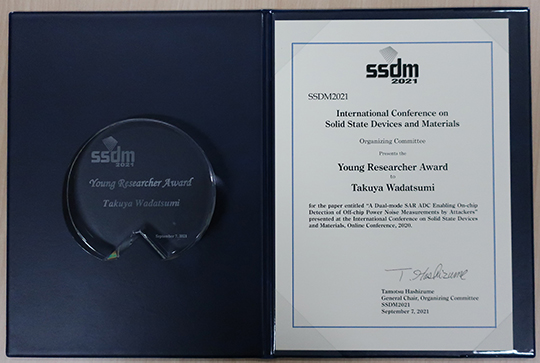 ssdm
2021
Young Researcher Award
Takuya Wadatsumi
September 7, 2021
ssdm
2021
SSDM2021
International Conference on
Solid State Devices and Materials
Organizing Committee
Presents the
Young Researcher Award
to
Takuya Wadatsumi
for the paper entitled "A Dual-mode SAR ADC Enabling On-chip
Detection of Off-chip Power Noise Measurements by Attackers"
presented at the International Conference on Solid State Devices
and Materials, Online Conference, 2020.
T. Hashizume
Tamotsu Hashizume
General Chair, Organizing Committee
SSDM2021
September 7, 2021